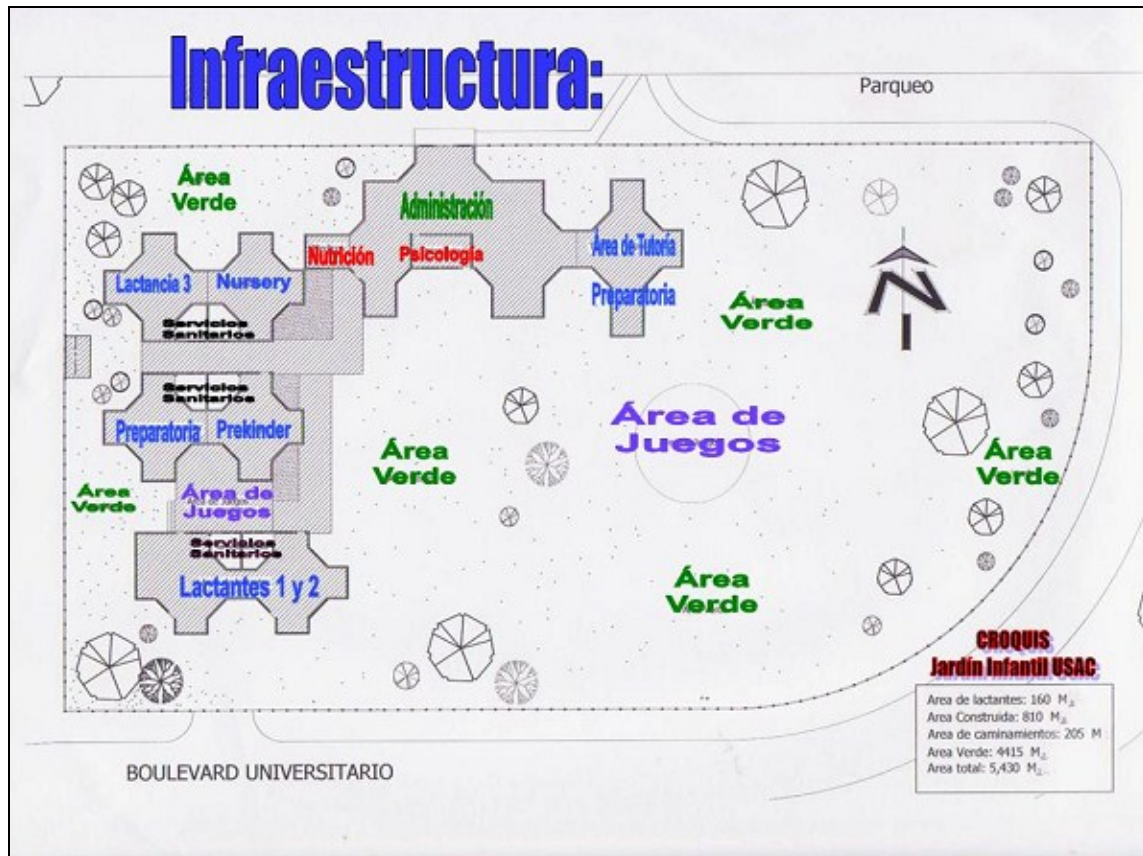 Infraestructura:
Parqueo
Área
Verde
Administración
Nutrición
Psicología
Área de Tutoría
Preparatoria
Lactancia 3
Nursery
Servicios
Sanitarios
Área
Verde
Servicios
Sanitarios
Preparatoria
Prekinder
Área de
Juegos
Área
Verde
Área
Verde
Área
Verde
Área de
Juegos
Servicios
Sanitarios
Lactantes 1 y 2
Área
Verde
CROQUIS
Jardín Infantil USAC
Area de lactantes: 160 M
Area Construida: 810 M
Area de caminamientos: 205 M
Area Verde: 4415 M
Area total: 5,430 M
BOULEVARD UNIVERSITARIO
N